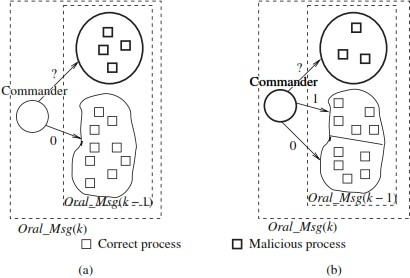 ?
Commander
0
Oral_Msg(k−1)
Oral_Msg(k)
?
Commander
1
0
Oral_Msg(k−1)
Oral_Msg(k)
Correct process
Malicious process
(a)
(b)